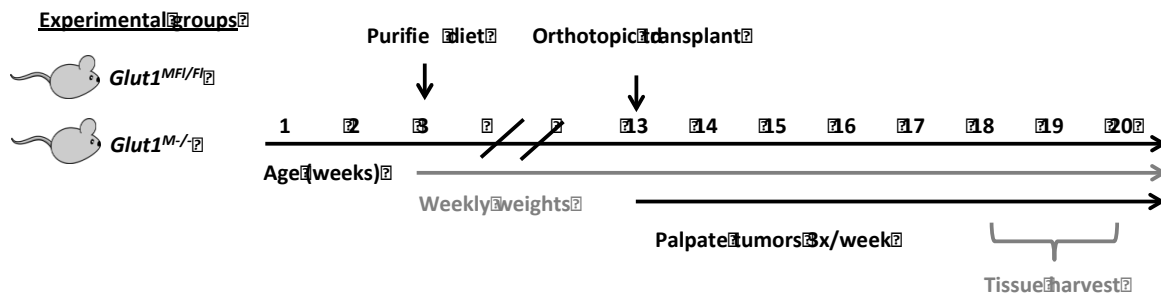 Experimental groups
Purifie diet
Orthotopic transplant
Glut1MFl/Fl
Glut1M-/-
1 2 3 13 14 15 16 17 18 19 20
Age (weeks)
Weekly weights
Palpate tumors 3x/week
Tissue harvest